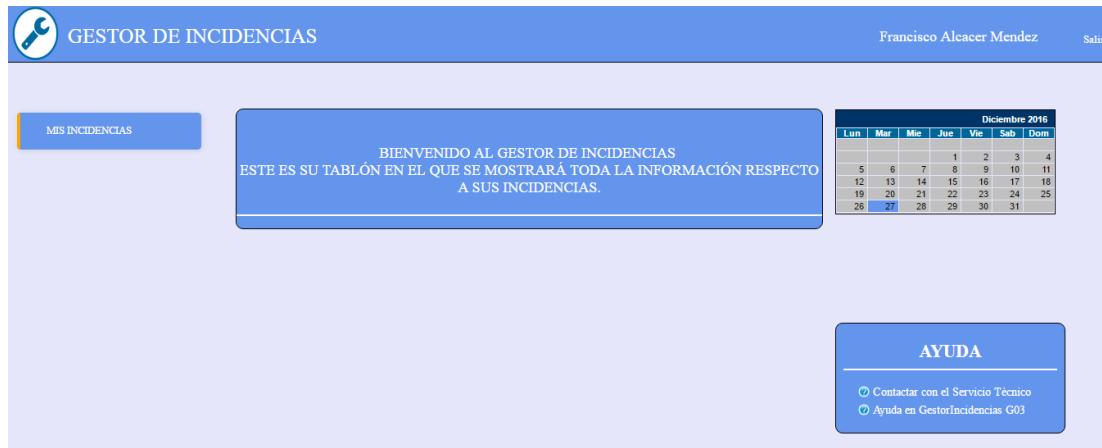 GESTOR DE INCIDENCIAS
Francisco Alcacer Mendez
MIS INCIDENCIAS
BIENVENIDO AL GESTOR DE INCIDENCIAS
ESTE ES SU TABLÓN EN EL QUE SE MOSTRARÁ TODA LA INFORMACIÓN RESPECTO
A SUS INCIDENCIAS.
Diciembre 2016
Lun Mar Mie Jue Vie Sab Dom
1 2 3 4
5 6 7 8 9 10 11
12 13 14 15 16 17 18
19 20 21 22 23 24 25
26 27 28 29 30 31
AYUDA
Contactar con el Servicio Técnico
Ayuda en GestorIncidencias G03